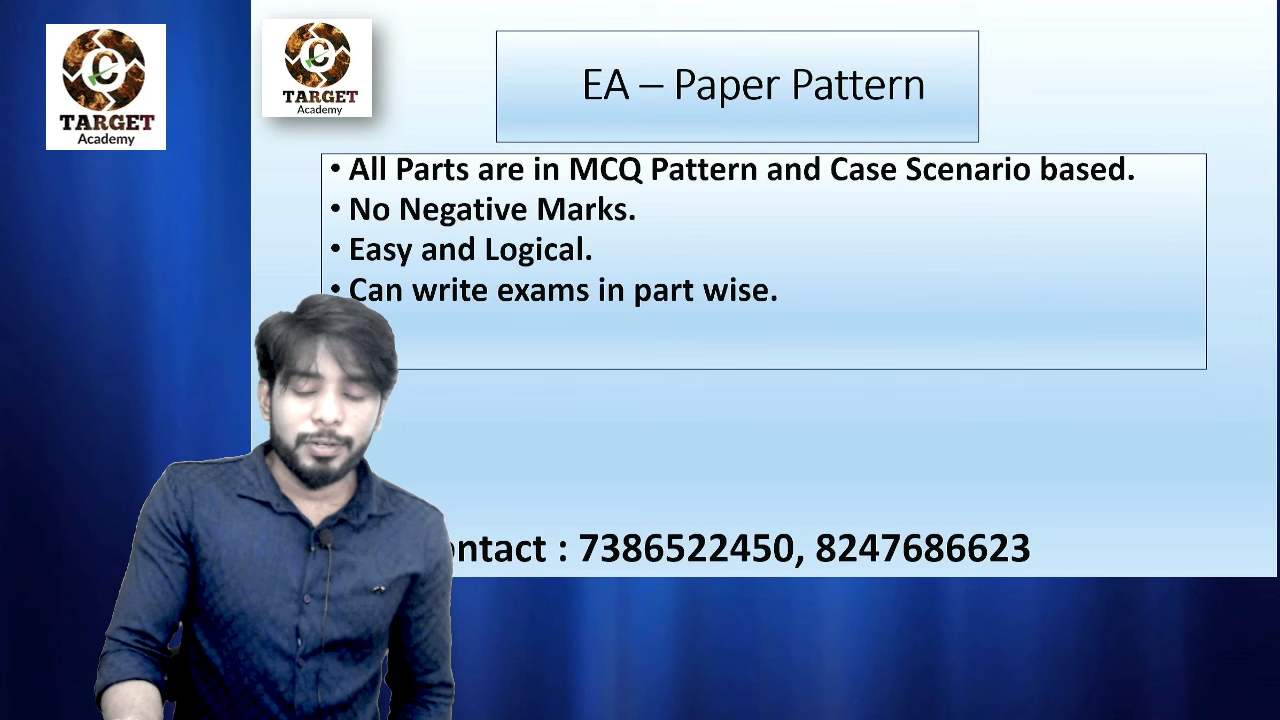 TARGET
Academy
TARGET
Academy
EA – Paper Pattern
• All Parts are in MCQ Pattern and Case Scenario based.
• No Negative Marks.
• Easy and Logical.
• Can write exams in part wise.
ontact : 7386522450, 8247686623